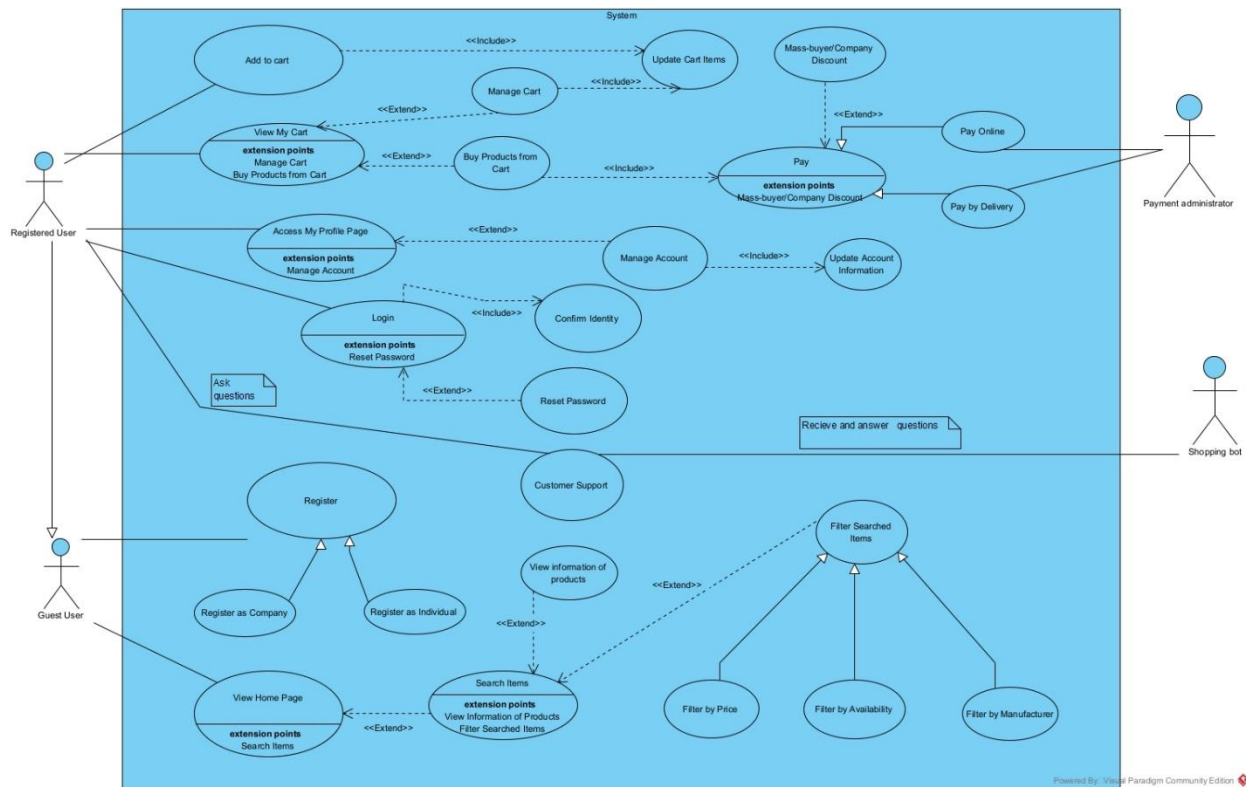 System
Add to cart
<<Include>>
Update Cart Items
Mass-buyer/Company
Discount
Manage Cart
<<Include>>
<<Extend>>
<<Extend>>
View My Cart
extension points
Manage Cart
Buy Products from Cart
<<Extend>>
Buy Products from
Cart
<<Include>>
Pay
extension points
Mass-buyer/Company Discount
Pay Online
Pay by Delivery
Payment administrator
Registered User
Access My Profile Page
extension points
Manage Account
<<Extend>>
Manage Account
<<Include>>
Update Account
Information
Login
extension points
Reset Password
<<Include>>
Confirm Identity
<<Extend>>
Reset Password
Ask
questions
Recieve and answer questions
Shopping bot
Customer Support
Register
Filter Searched
Items
View information of
products
<<Extend>>
Register as Company
Register as Individual
Guest User
<<Extend>>
View Home Page
extension points
Search Items
<<Extend>>
Search Items
extension points
View Information of Products
Filter Searched Items
Filter by Price
Filter by Availability
Filter by Manufacturer
Powered By: Visual Paradigm Community Edition